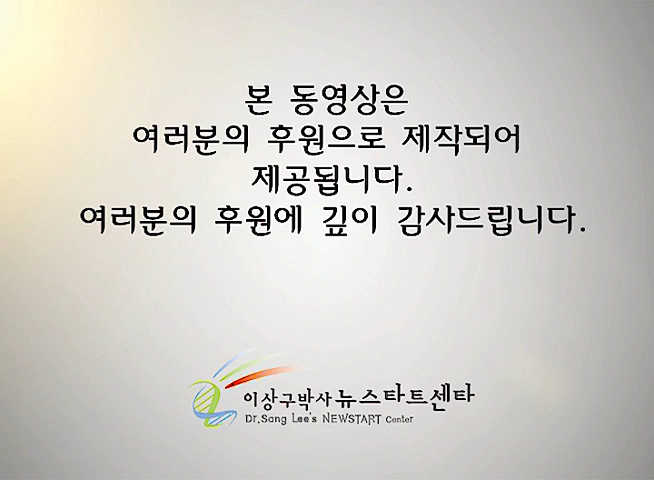 본 동영상은
여러분의 후원으로 제작되어
제공됩니다.
여러분의 후원에 깊이 감사드립니다.
이상구박사 뉴스타트센타
Dr.Sang Lee's NEWSTART Center